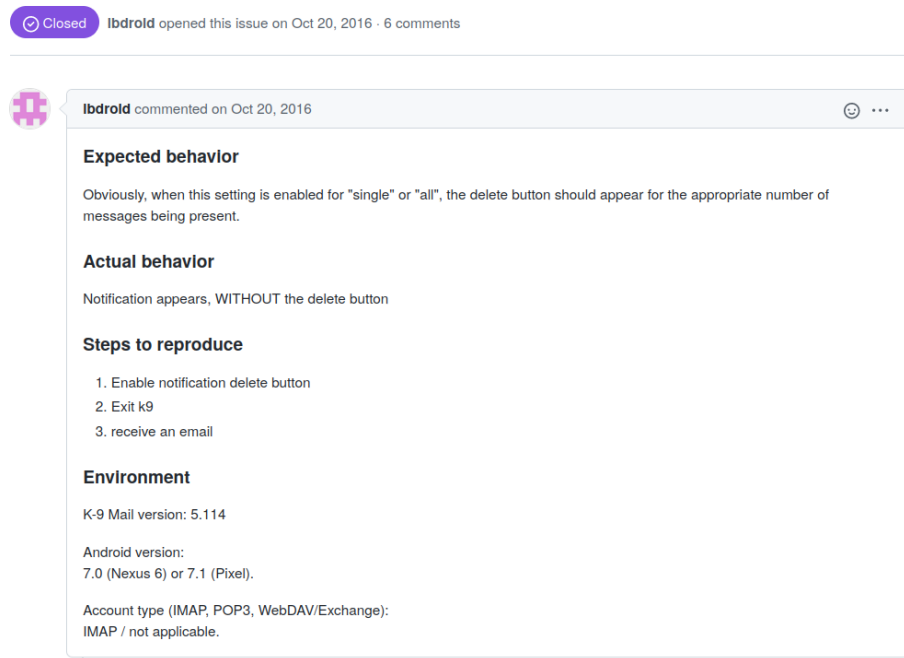 Closed lbdroid opened this issue on Oct 20, 2016 · 6 comments
lbdroid commented on Oct 20, 2016
Expected behavior
Obviously, when this setting is enabled for "single" or "all", the delete button should appear for the appropriate number of
messages being present.
Actual behavior
Notification appears, WITHOUT the delete button
Steps to reproduce
1. Enable notification delete button
2. Exit k9
3. receive an email
Environment
K-9 Mail version: 5.114
Android version:
7.0 (Nexus 6) or 7.1 (Pixel).
Account type (IMAP, POP3, WebDAV/Exchange):
IMAP / not applicable.